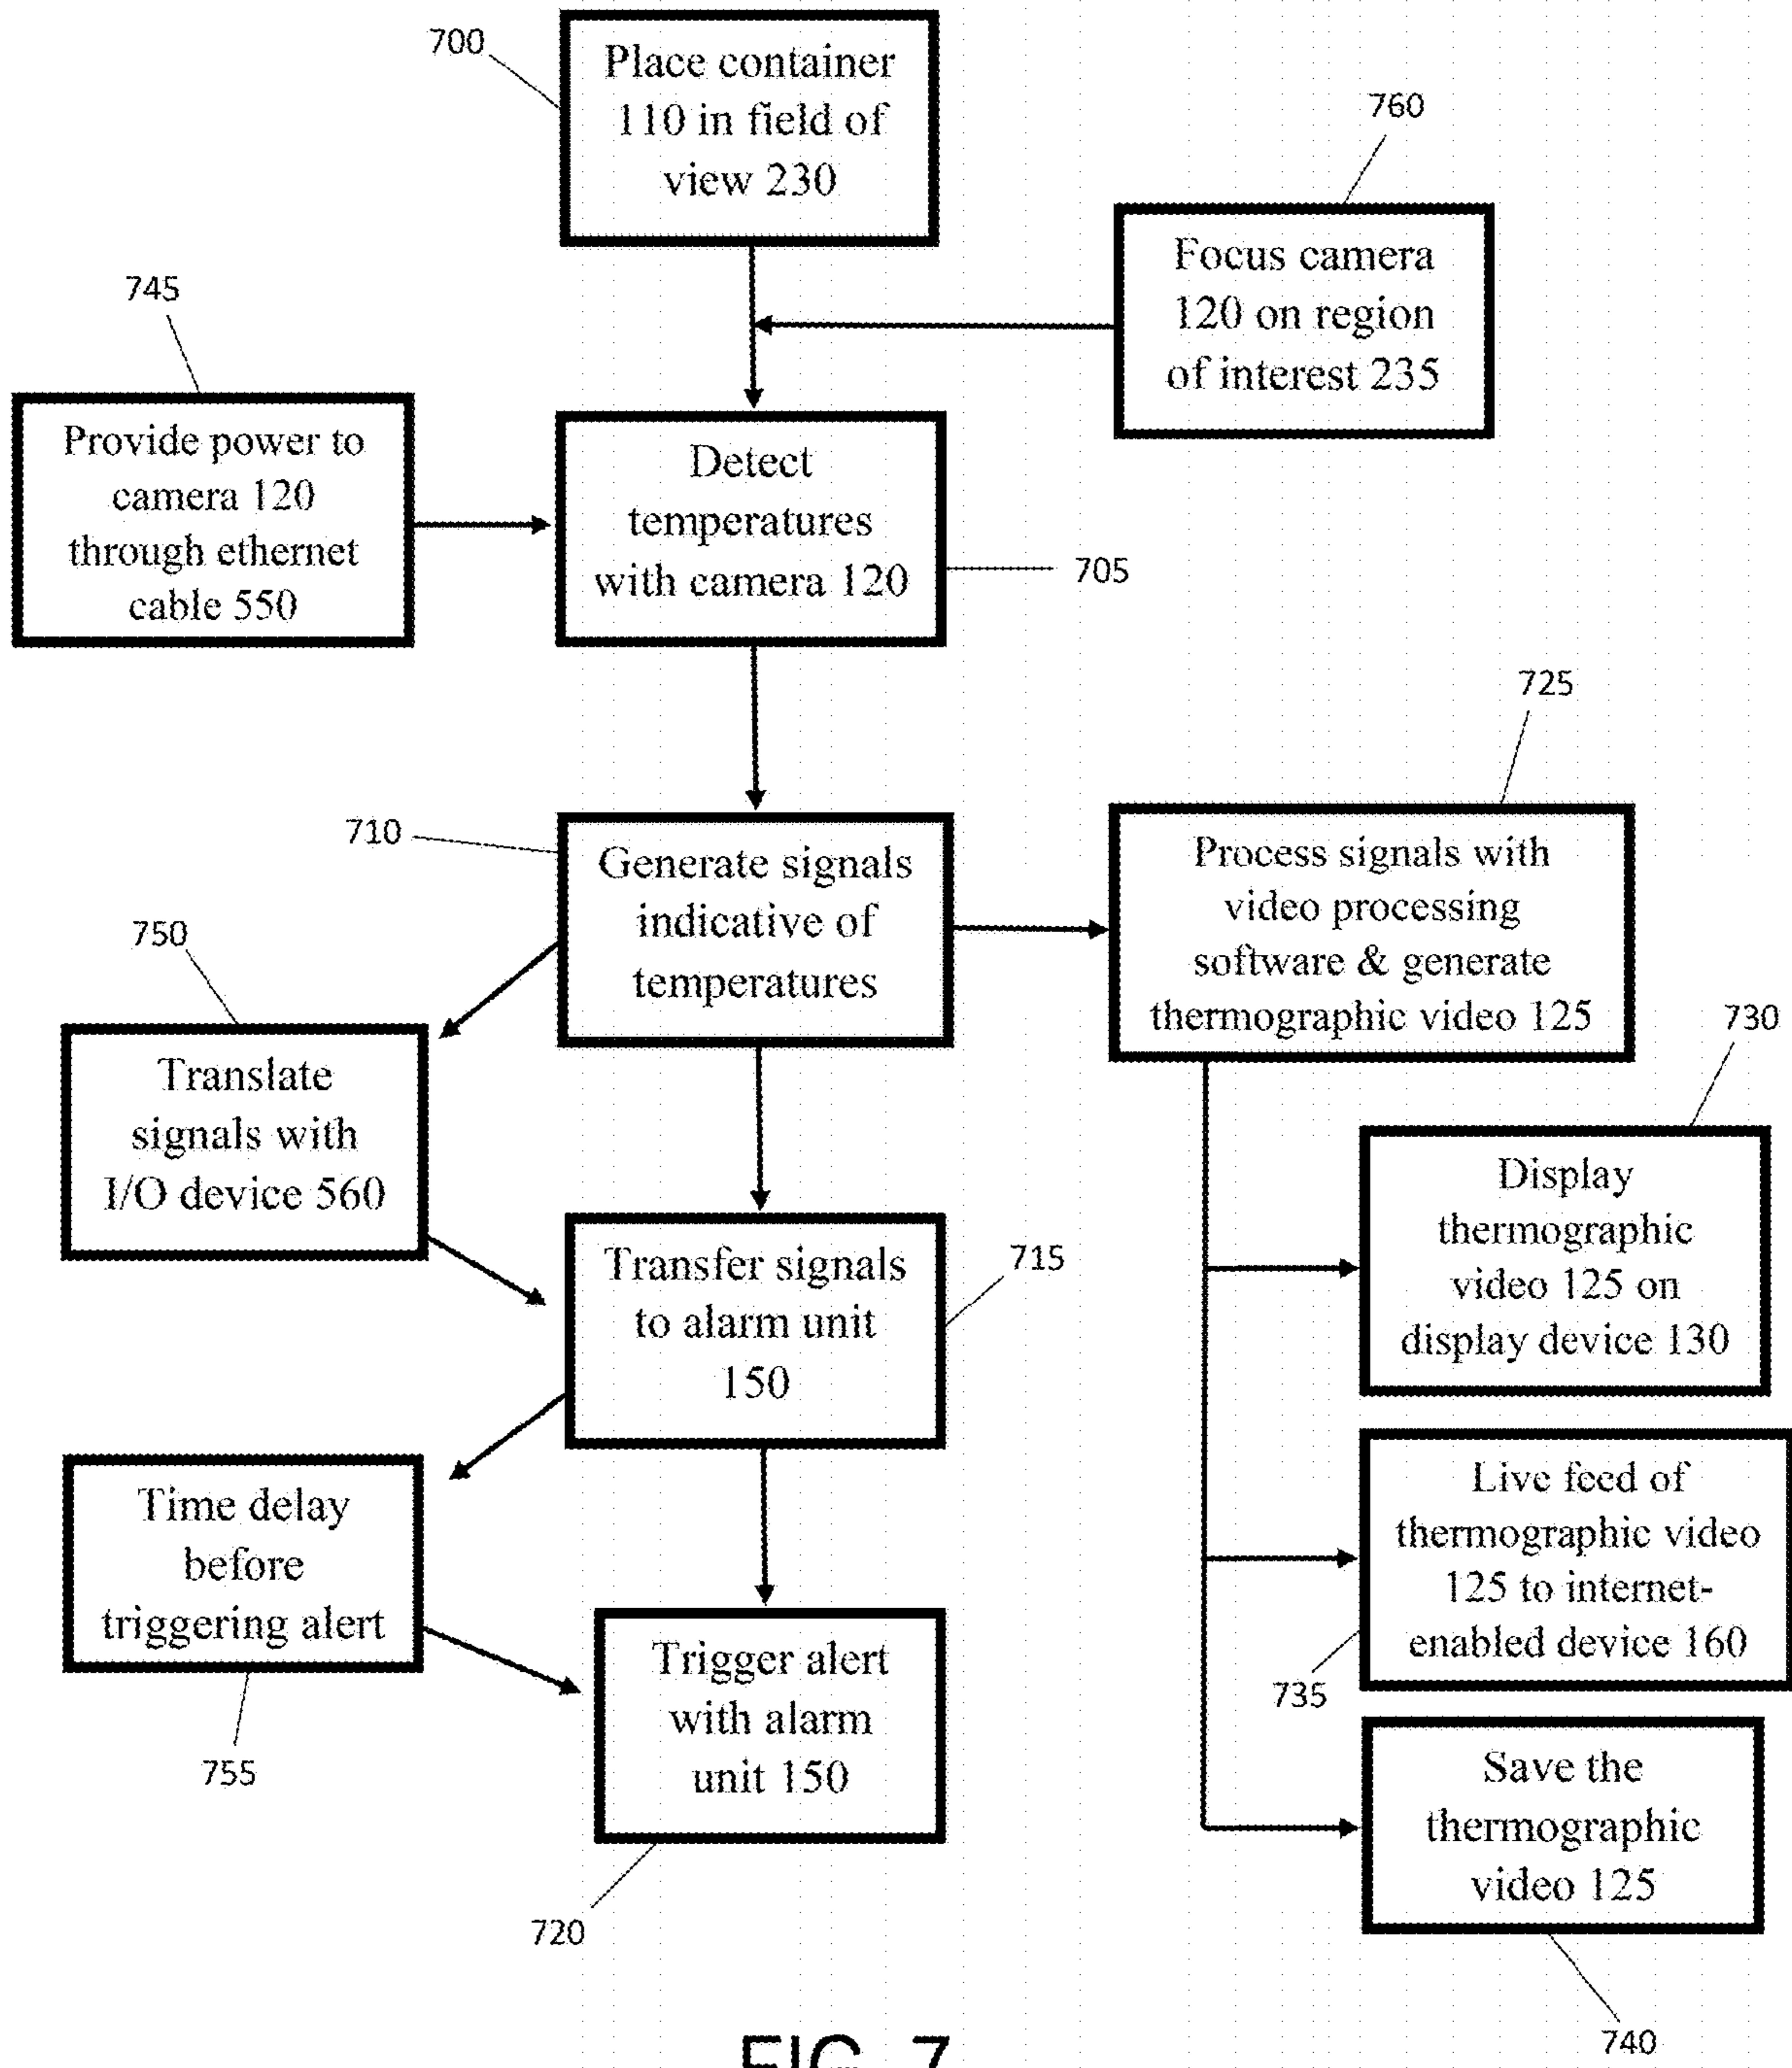 700
Place container
110 in field of
view 230
760
Focus camera
120 on region
of interest 235
745
Provide power to
camera 120
through ethernet
cable 550
Detect
temperatures
with camera 120
705
710
Generate signals
indicative of
temperatures
725
Process signals with
video processing
software & generate
thermographic video 125
750
Translate
signals with
I/O device 560
730
Display
thermographic
video 125 on
display device 130
Transfer signals
to alarm unit
150
715
Live feed of
thermographic video
125 to internet-
enabled device 160
735
Time delay
before
triggering alert
755
Trigger alert
with alarm
unit 150
720
Save the
thermographic
video 125
740
FIG. 7